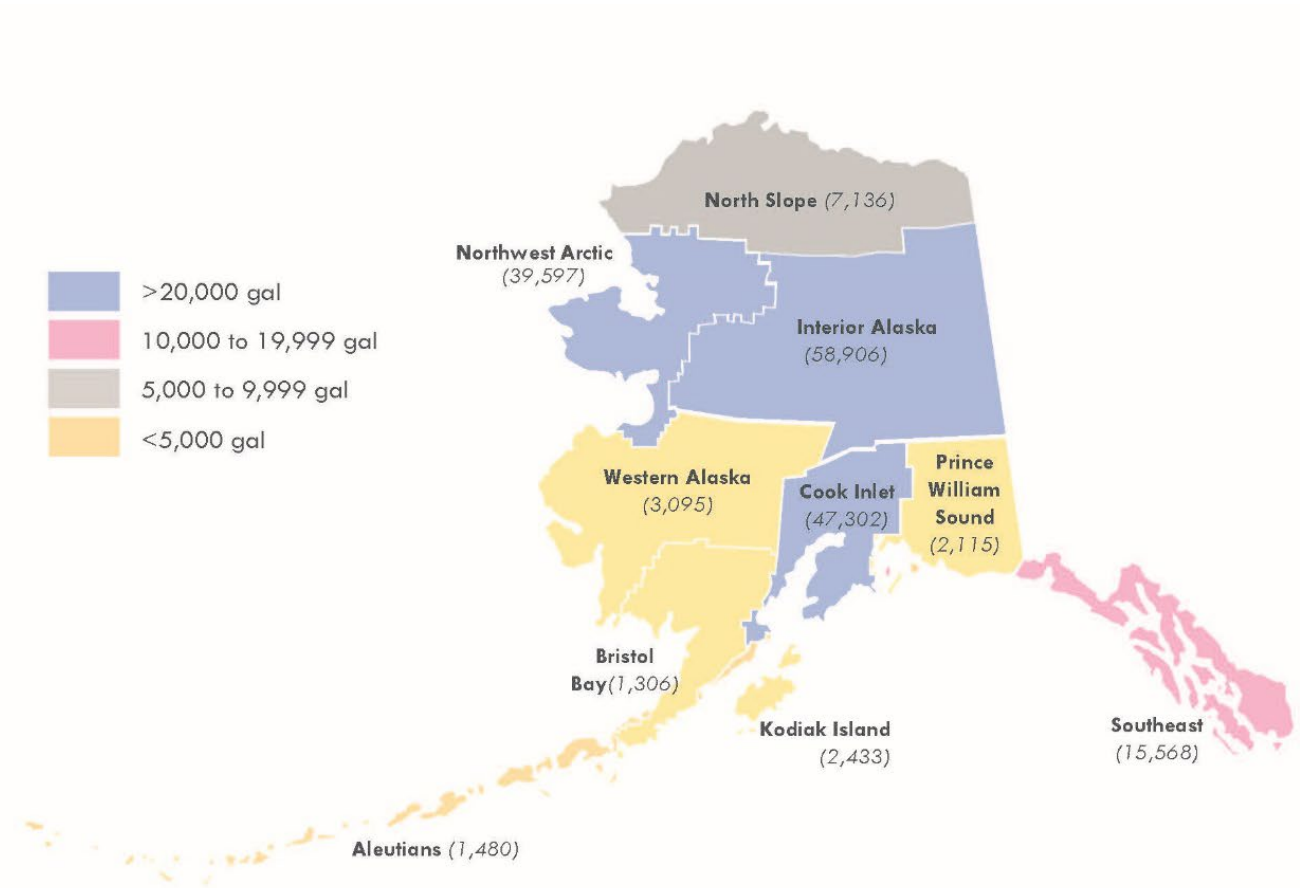 North Slope (7,136)
Northwest Arctic
(39,597)
>20,000 gal
10,000 to 19,999 gal
5,000 to 9,999 gal
<5,000 gal
Interior Alaska
(58,906)
Western Alaska
(3,095)
Cook Inlet
(47,302)
Prince
William
Sound
(2,115)
Bristol
Bay(1,306)
Kodiak Island
(2,433)
Southeast
(15,568)
Aleutians (1,480)